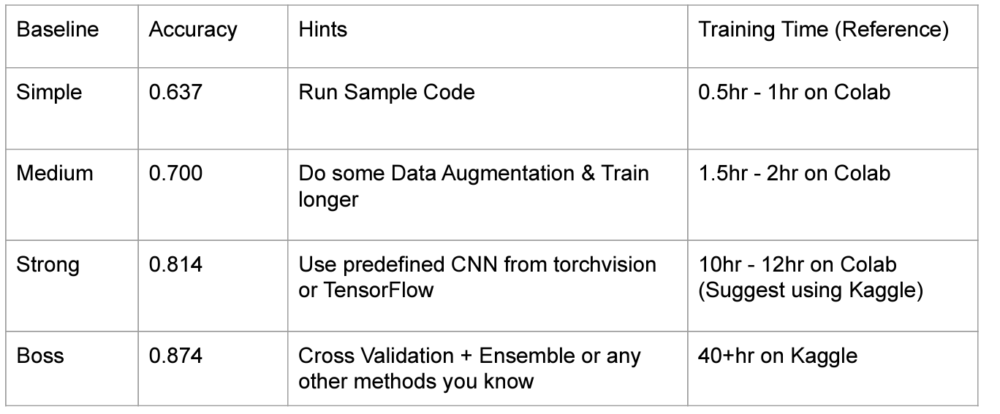 Baseline Accuracy Hints Training Time (Reference)
Simple 0.637 Run Sample Code 0.5hr - 1hr on Colab
Medium 0.700 Do some Data Augmentation & Train 1.5hr - 2hr on Colab
longer
Strong 0.814 Use predefined CNN from torchvision 10hr - 12hr on Colab
or TensorFlow (Suggest using Kaggle)
Boss 0.874 Cross Validation + Ensemble or any 40+hr on Kaggle
other methods you know